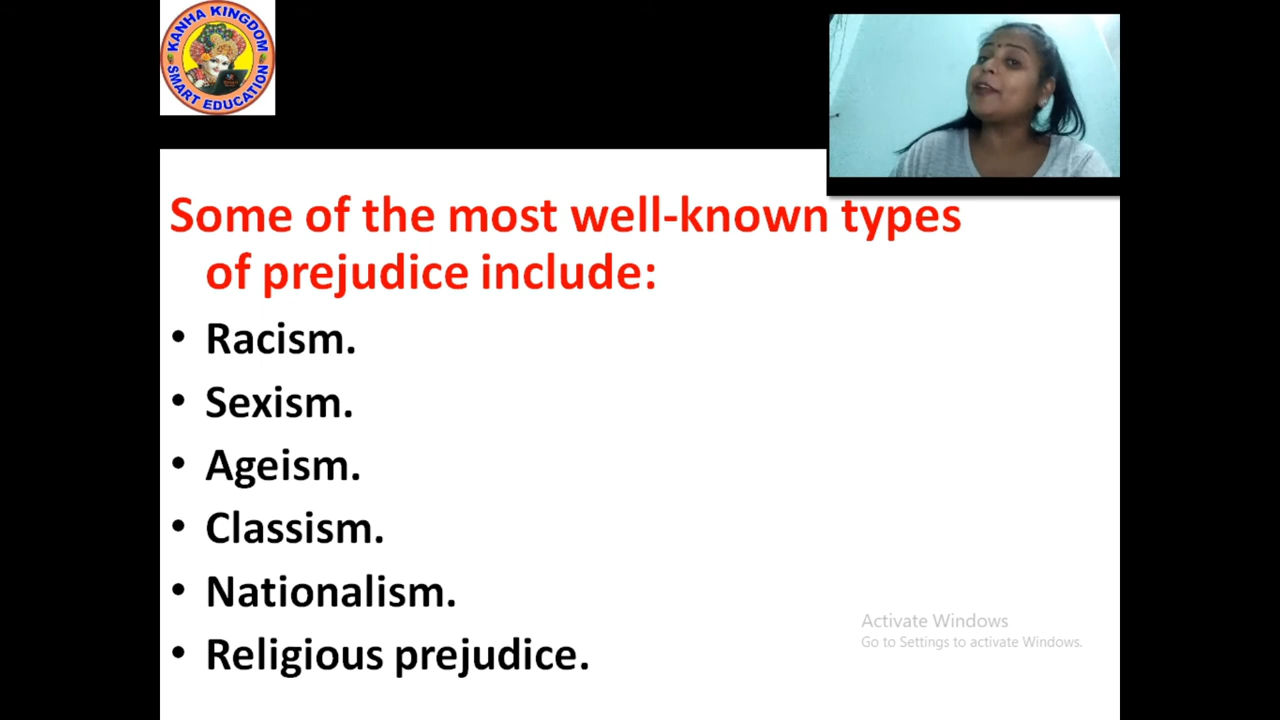 KANHA KINGDOM
SMART EDUCATION
Some of the most well-known types
of prejudice include:
• Racism.
• Sexism.
• Ageism.
• Classism.
• Nationalism.
• Religious prejudice.
Activate Windows
Go to Settings to activate Windows.